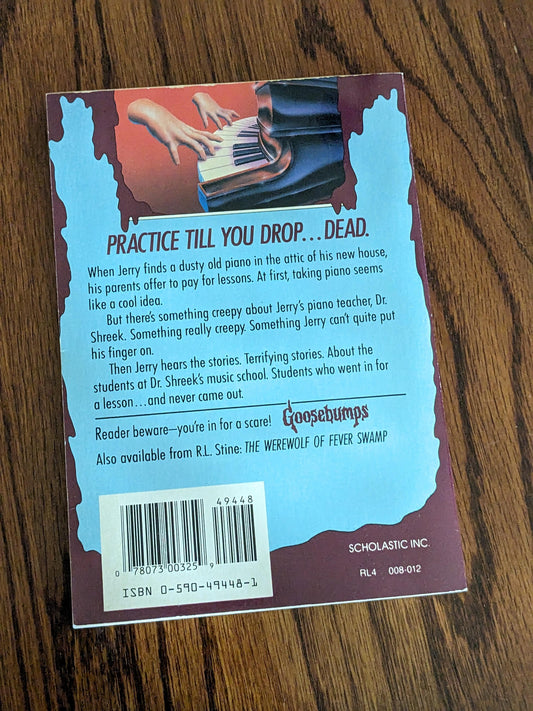 PRACTICE TILL YOU DROP...DEAD.
When Jerry finds a dusty old piano in the attic of his new house,
his parents offer to pay for lessons. At first, taking piano seems
like a cool idea.
But there's something creepy about Jerry's piano teacher, Dr.
Shreek. Something really creepy. Something Jerry can't quite put
his finger on.
Then Jerry hears the stories. Terrifying stories. About the
students at Dr. Shreek's music school. Students who went in for
a lesson...and never came out.
Reader beware—you're in for a scare! Goosebumps
Also available from R.L. Stine: THE WEREWOLF OF FEVER SWAMP
49448
0 78073 00325 9
ISBN 0-590-49448-1
SCHOLASTIC INC.
RL4 008-012